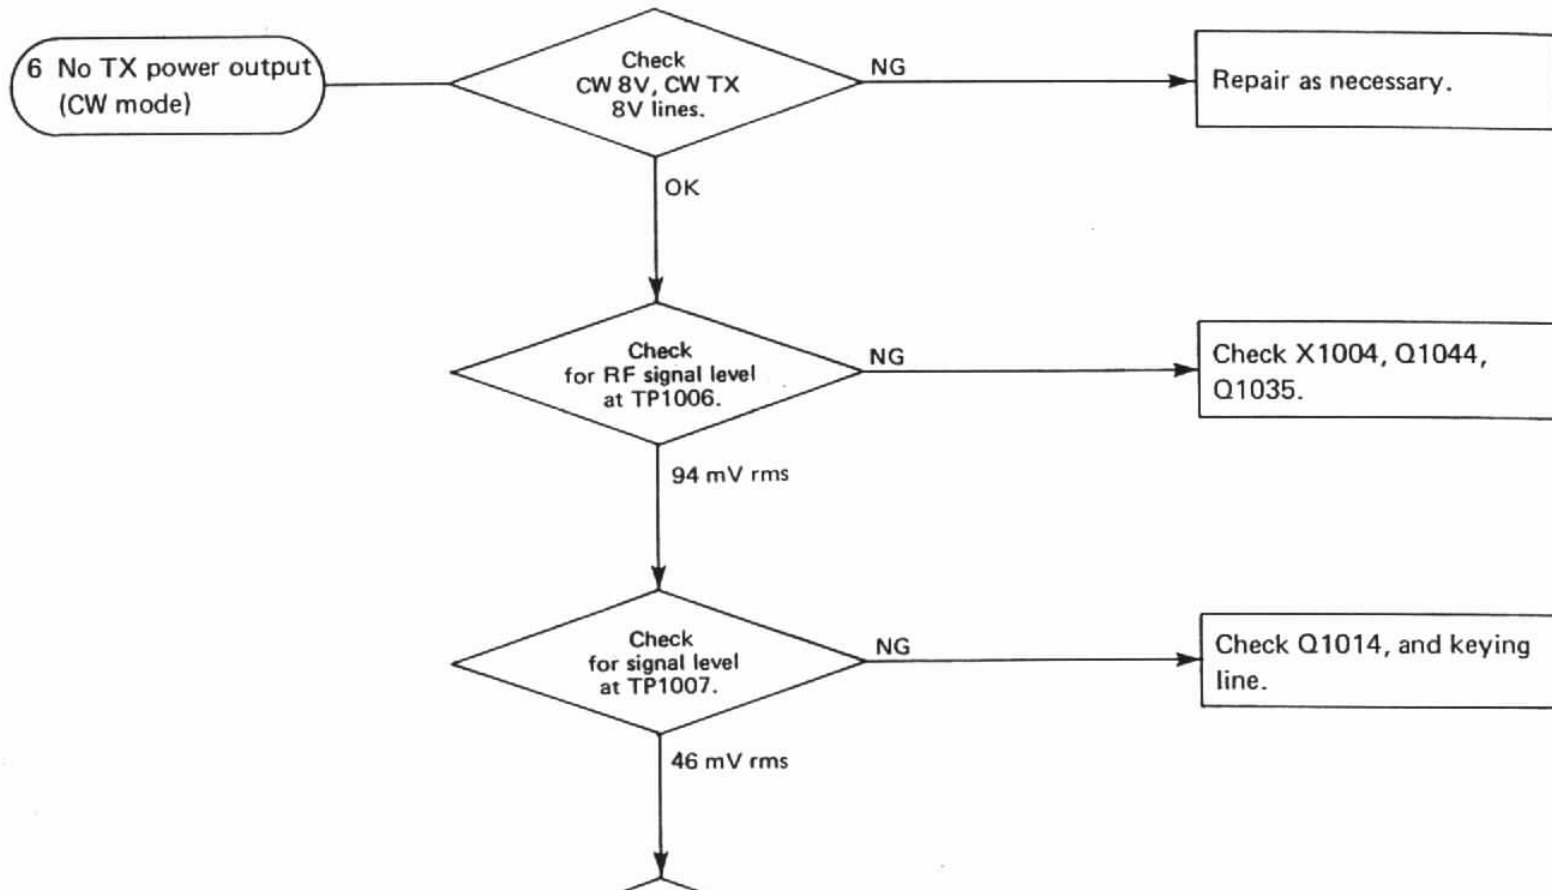 6 No TX power output
(CW mode)
Check
CW 8V, CW TX
8V lines.
NG
Repair as necessary.
OK
Check
for RF signal level
at TP1006.
NG
Check X1004, Q1044,
Q1035.
94 mV rms
Check
for signal level
at TP1007.
NG
Check Q1014, and keying
line.
46 mV rms